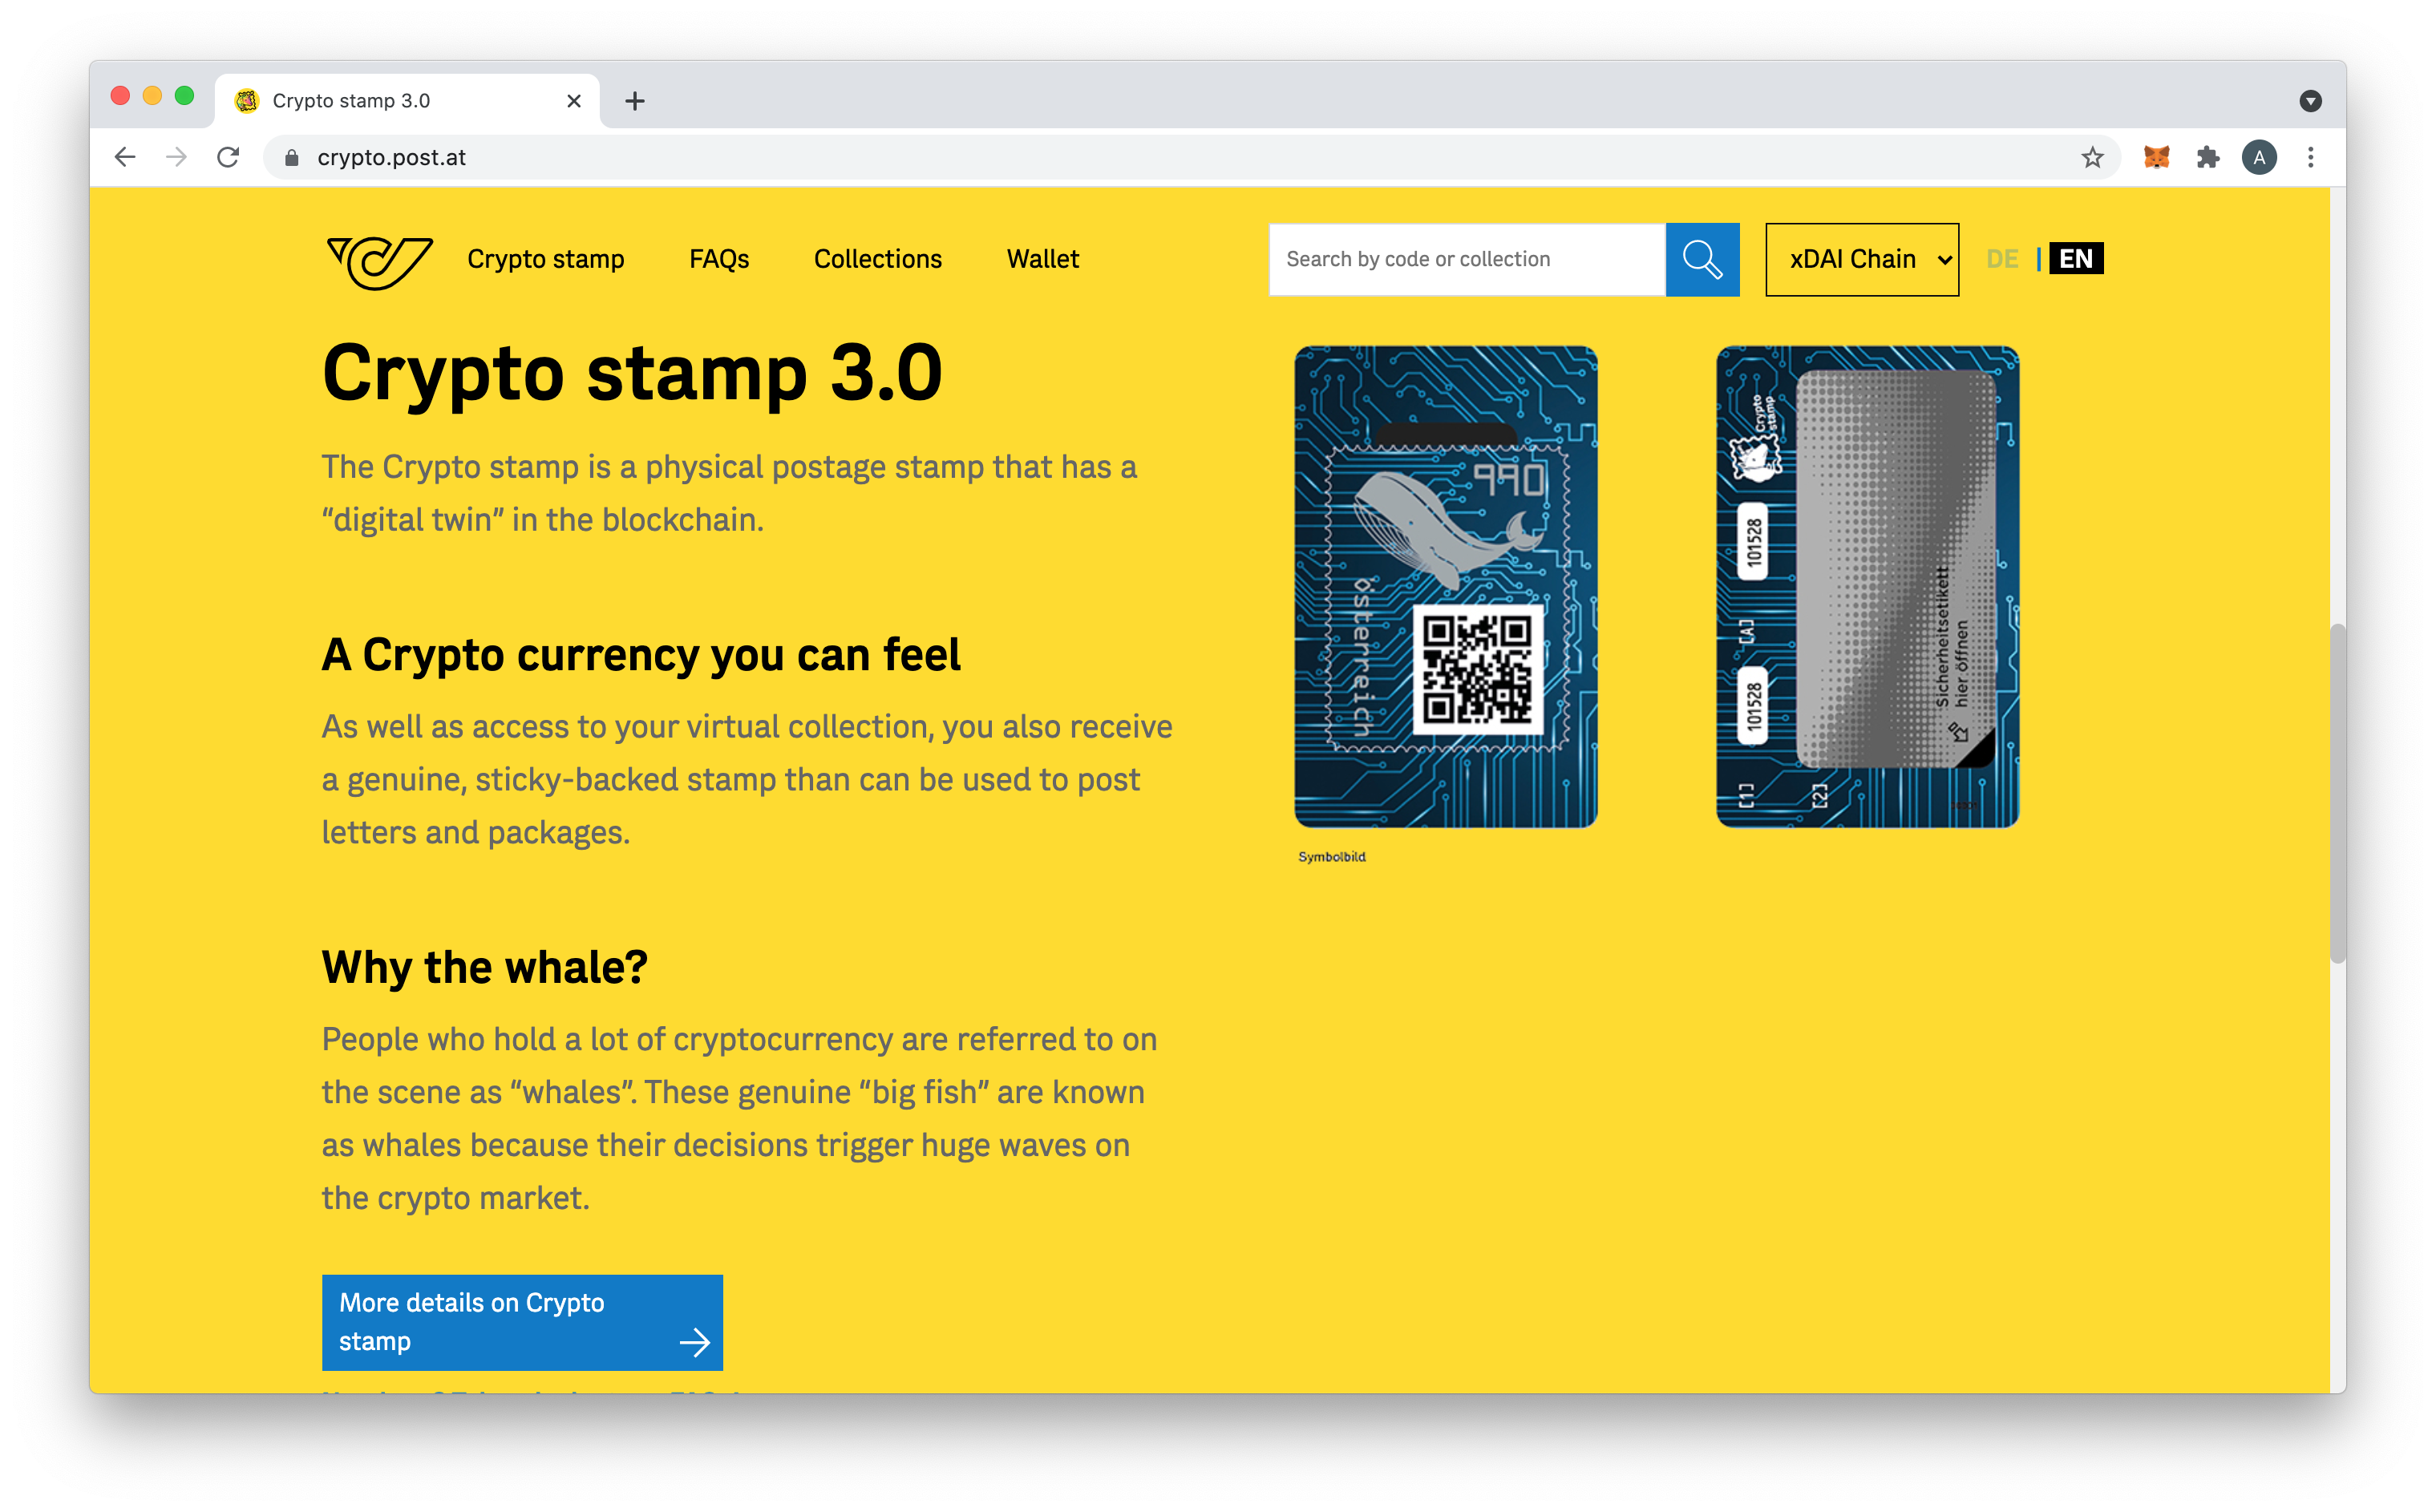 Crypto stamp 3.0
crypto.post.at
A
Crypto stamp
FAQs
Collections
Wallet
Search by code or collection
xDAI Chain
DE | EN
Crypto stamp 3.0
The Crypto stamp is a physical postage stamp that has a
“digital twin” in the blockchain.
A Crypto currency you can feel
As well as access to your virtual collection, you also receive
a genuine, sticky-backed stamp than can be used to post
letters and packages.
Why the whale?
People who hold a lot of cryptocurrency are referred to on
the scene as “whales”. These genuine “big fish” are known
as whales because their decisions trigger huge waves on
the crypto market.
More details on Crypto
stamp
990
österreich
Symbolbild
Crypto
stamp
101528
[A]
101528
[1]
[2]
Sicherheitsetikett
hier öffnen